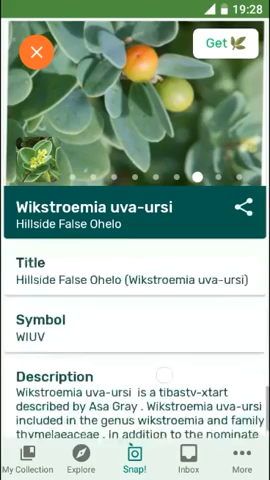 19:28
Get
Wikstroemia uva-ursi
Hillside False Ohelo
Title
Hillside False Ohelo (Wikstroemia uva-ursi)
Symbol
WIUV
Description
Wikstroemia uva-ursi is a tibastv-xtart
described by Asa Gray . Wikstroemia uva-ursi
included in the genus wikstroemia and family
thymelaeaceae . In addition to the nominate
My Collection
Explore
Snap!
Inbox
More